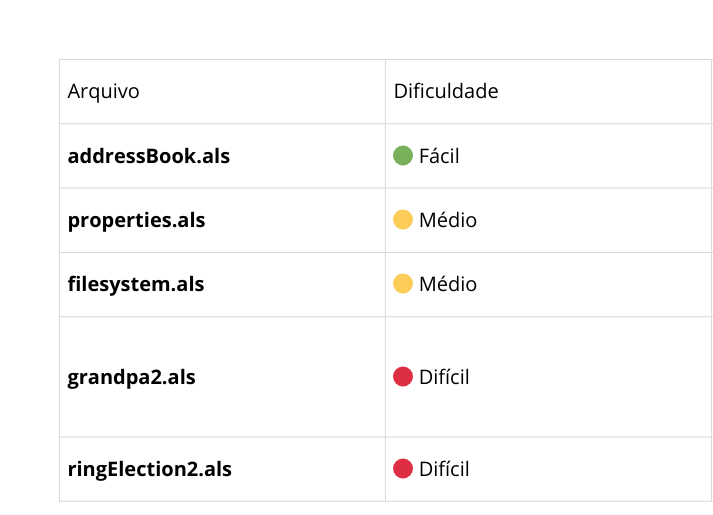 Arquivo Dificuldade
addressBook.als Fácil
properties.als Médio
filesystem.als Médio
grandpa2.als Difícil
ringElection2.als Difícil